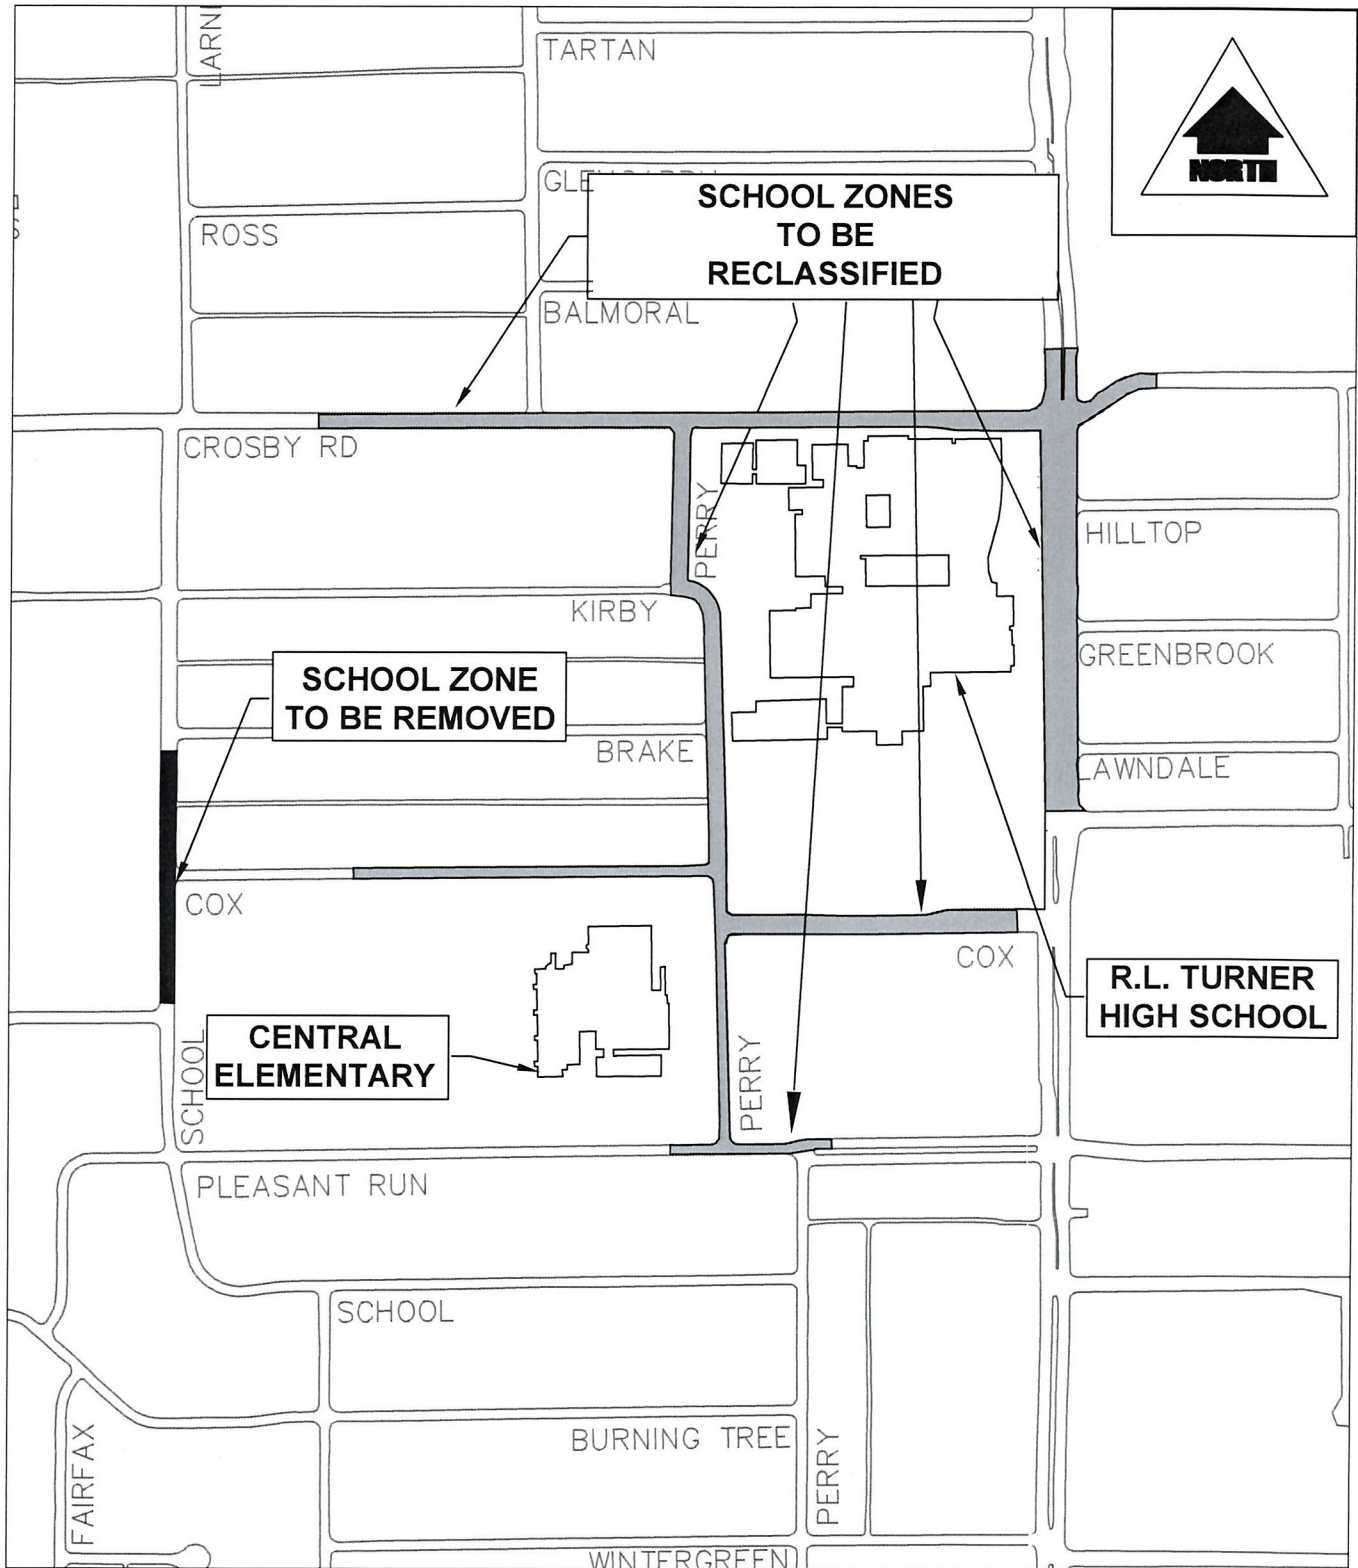 LARN
TARTAN
NORTH
SCHOOL ZONES
TO BE
RECLASSIFIED
ROSS
BALMORAL
CROSBY RD
PERRY
HILLTOP
KIRBY
GREENBROOK
SCHOOL ZONE
TO BE REMOVED
BRAKE
LAWNDALE
COX
COX
R.L. TURNER
HIGH SCHOOL
CENTRAL
ELEMENTARY
SCHOOL
PERRY
PLEASANT RUN
SCHOOL
BURNING TREE
FAIRFAX
PERRY
WINTERGREEN